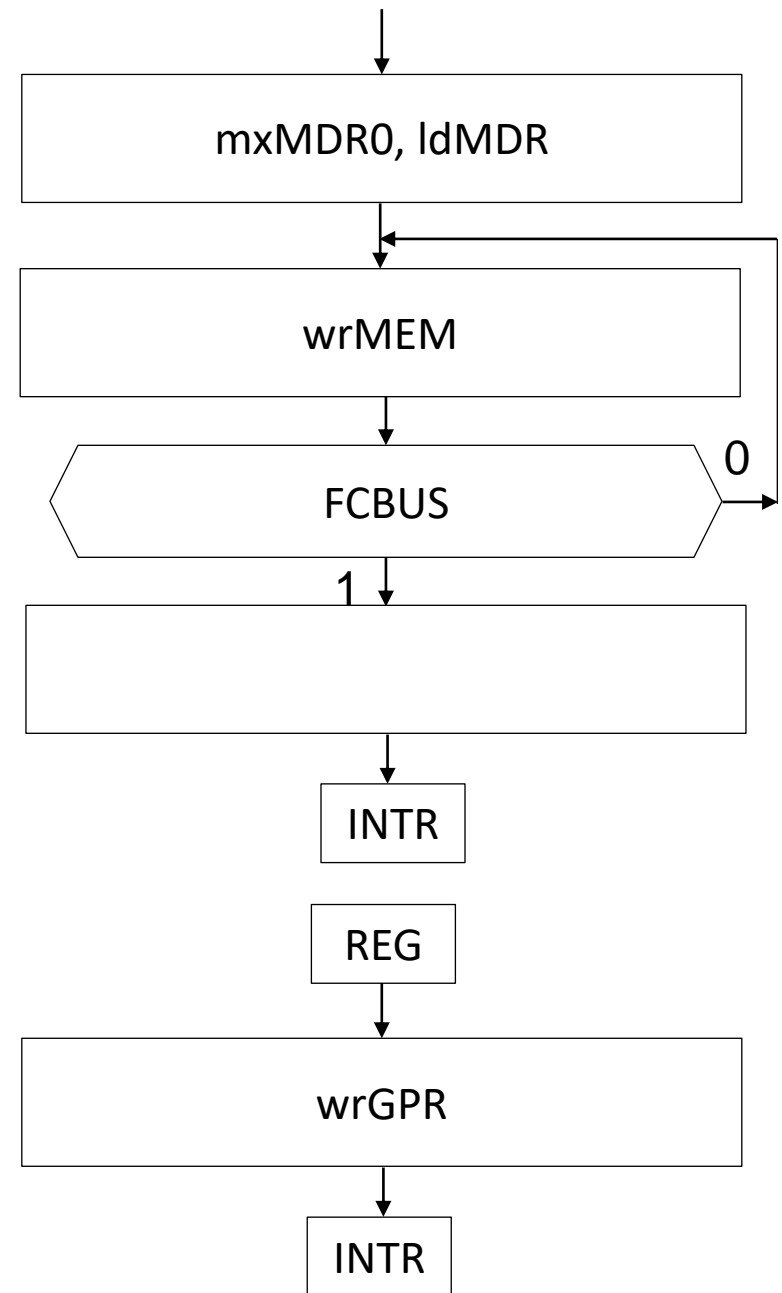 mxMDR0, ldMDR
wrMEM
0
FCBUS
1
INTR
REG
wrGPR
INTR